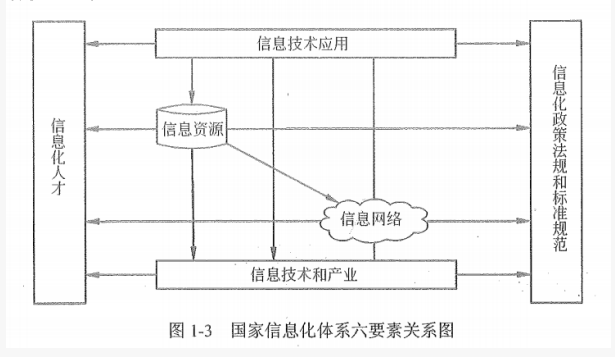 信息技术应用
信息化人才
信息资源
信息化政策法规和标准规范
信息网络
信息技术和产业
图 1-3 国家信息化体系六要素关系图